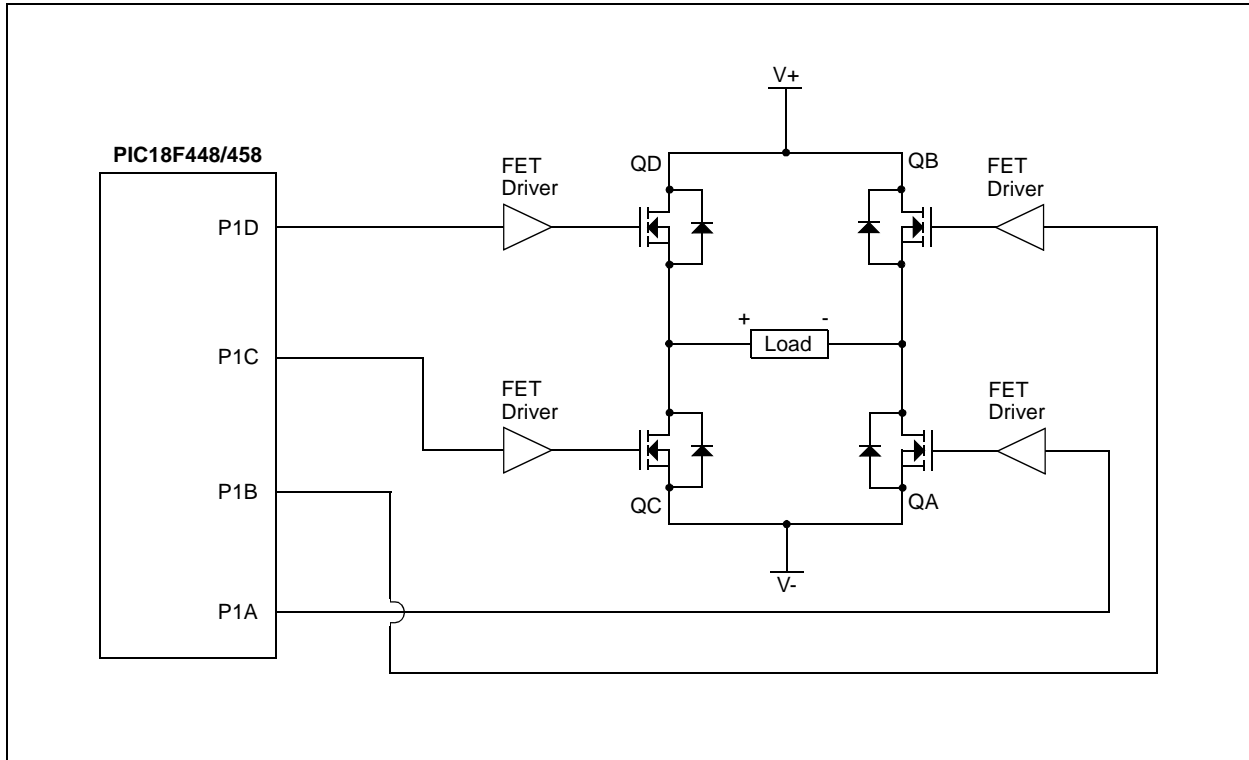 V+
PIC18F448/458
FET
Driver
QD
QB
FET
Driver
P1D
+
-
Load
P1C
FET
Driver
FET
Driver
P1B
QC
QA
V-
P1A